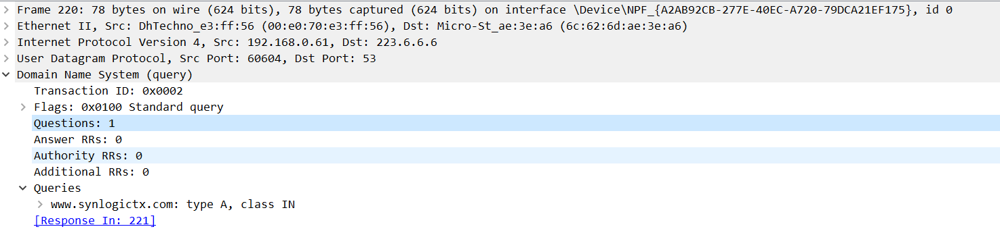 Frame 220: 78 bytes on wire (624 bits), 78 bytes captured (624 bits) on interface \Device\NPF_{A2AB92CB-277E-40EC-A720-79DCA21EF175}, id 0
Ethernet II, Src: DhTechno_e3:ff:56 (00:e0:70:e3:ff:56), Dst: Micro-St_ae:3e:a6 (6c:62:6d:ae:3e:a6)
Internet Protocol Version 4, Src: 192.168.0.61, Dst: 223.6.6.6
User Datagram Protocol, Src Port: 60604, Dst Port: 53
Domain Name System (query)
Transaction ID: 0x0002
Flags: 0x0100 Standard query
Questions: 1
Answer RRs: 0
Authority RRs: 0
Additional RRs: 0
Queries
www.synlogictx.com: type A, class IN
[Response In: 221]